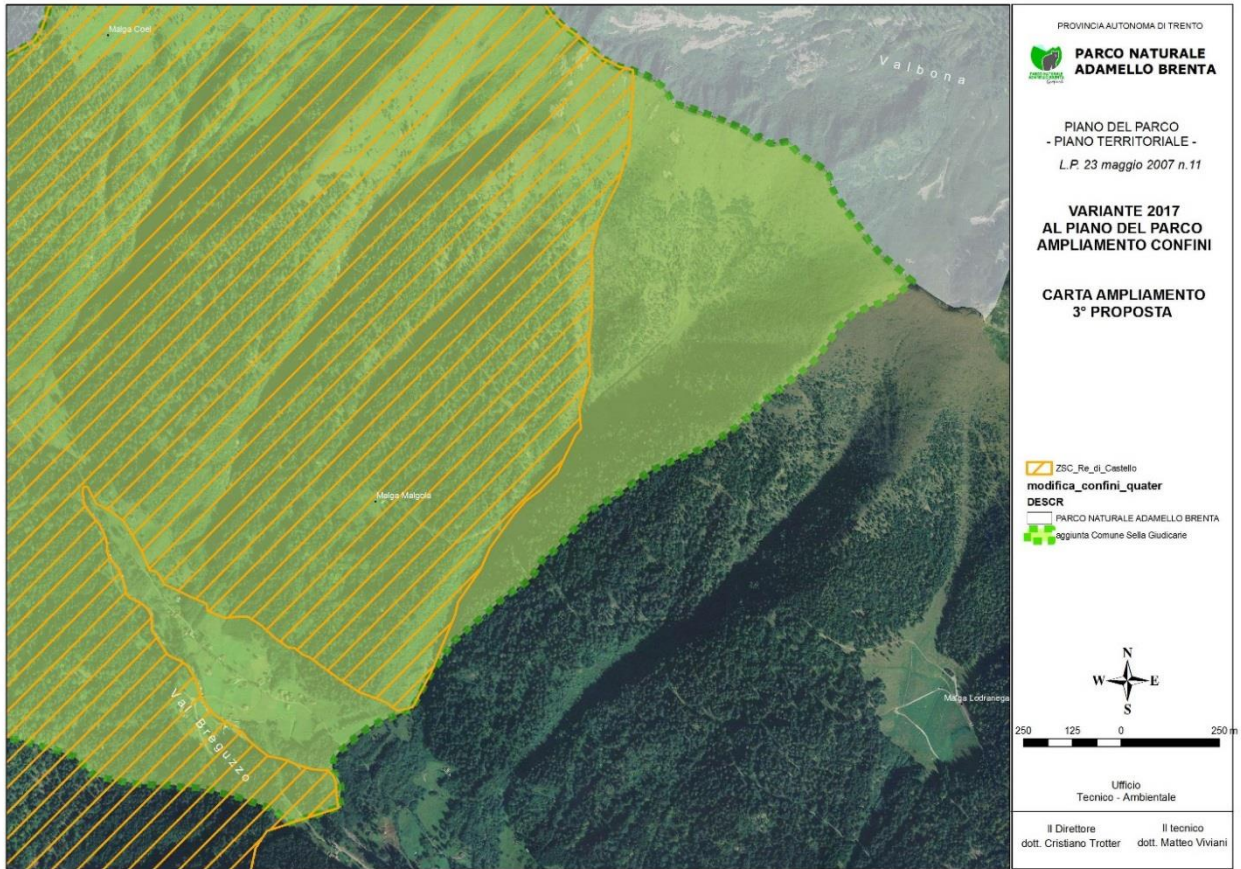 Malga Coel
Valbona
Malga Malgola
Val Breguzzo
Malga Lodranega
PROVINCIA AUTONOMA DI TRENTO
PARCO NATURALE
ADAMELLO BRENTA
PIANO DEL PARCO
- PIANO TERRITORIALE -
L.P. 23 maggio 2007 n.11
VARIANTE 2017
AL PIANO DEL PARCO
AMPLIAMENTO CONFINI
CARTA AMPLIAMENTO
3° PROPOSTA
ZSC_Re_di_Castello
modifica_confini_quater
DESCR
PARCO NATURALE ADAMELLO BRENTA
aggiunta Comune Sella Giudicarie
N
W E
S
250 125 0 250 m
Ufficio
Tecnico - Ambientale
Il Direttore
dott. Cristiano Trotter
Il tecnico
dott. Matteo Viviani